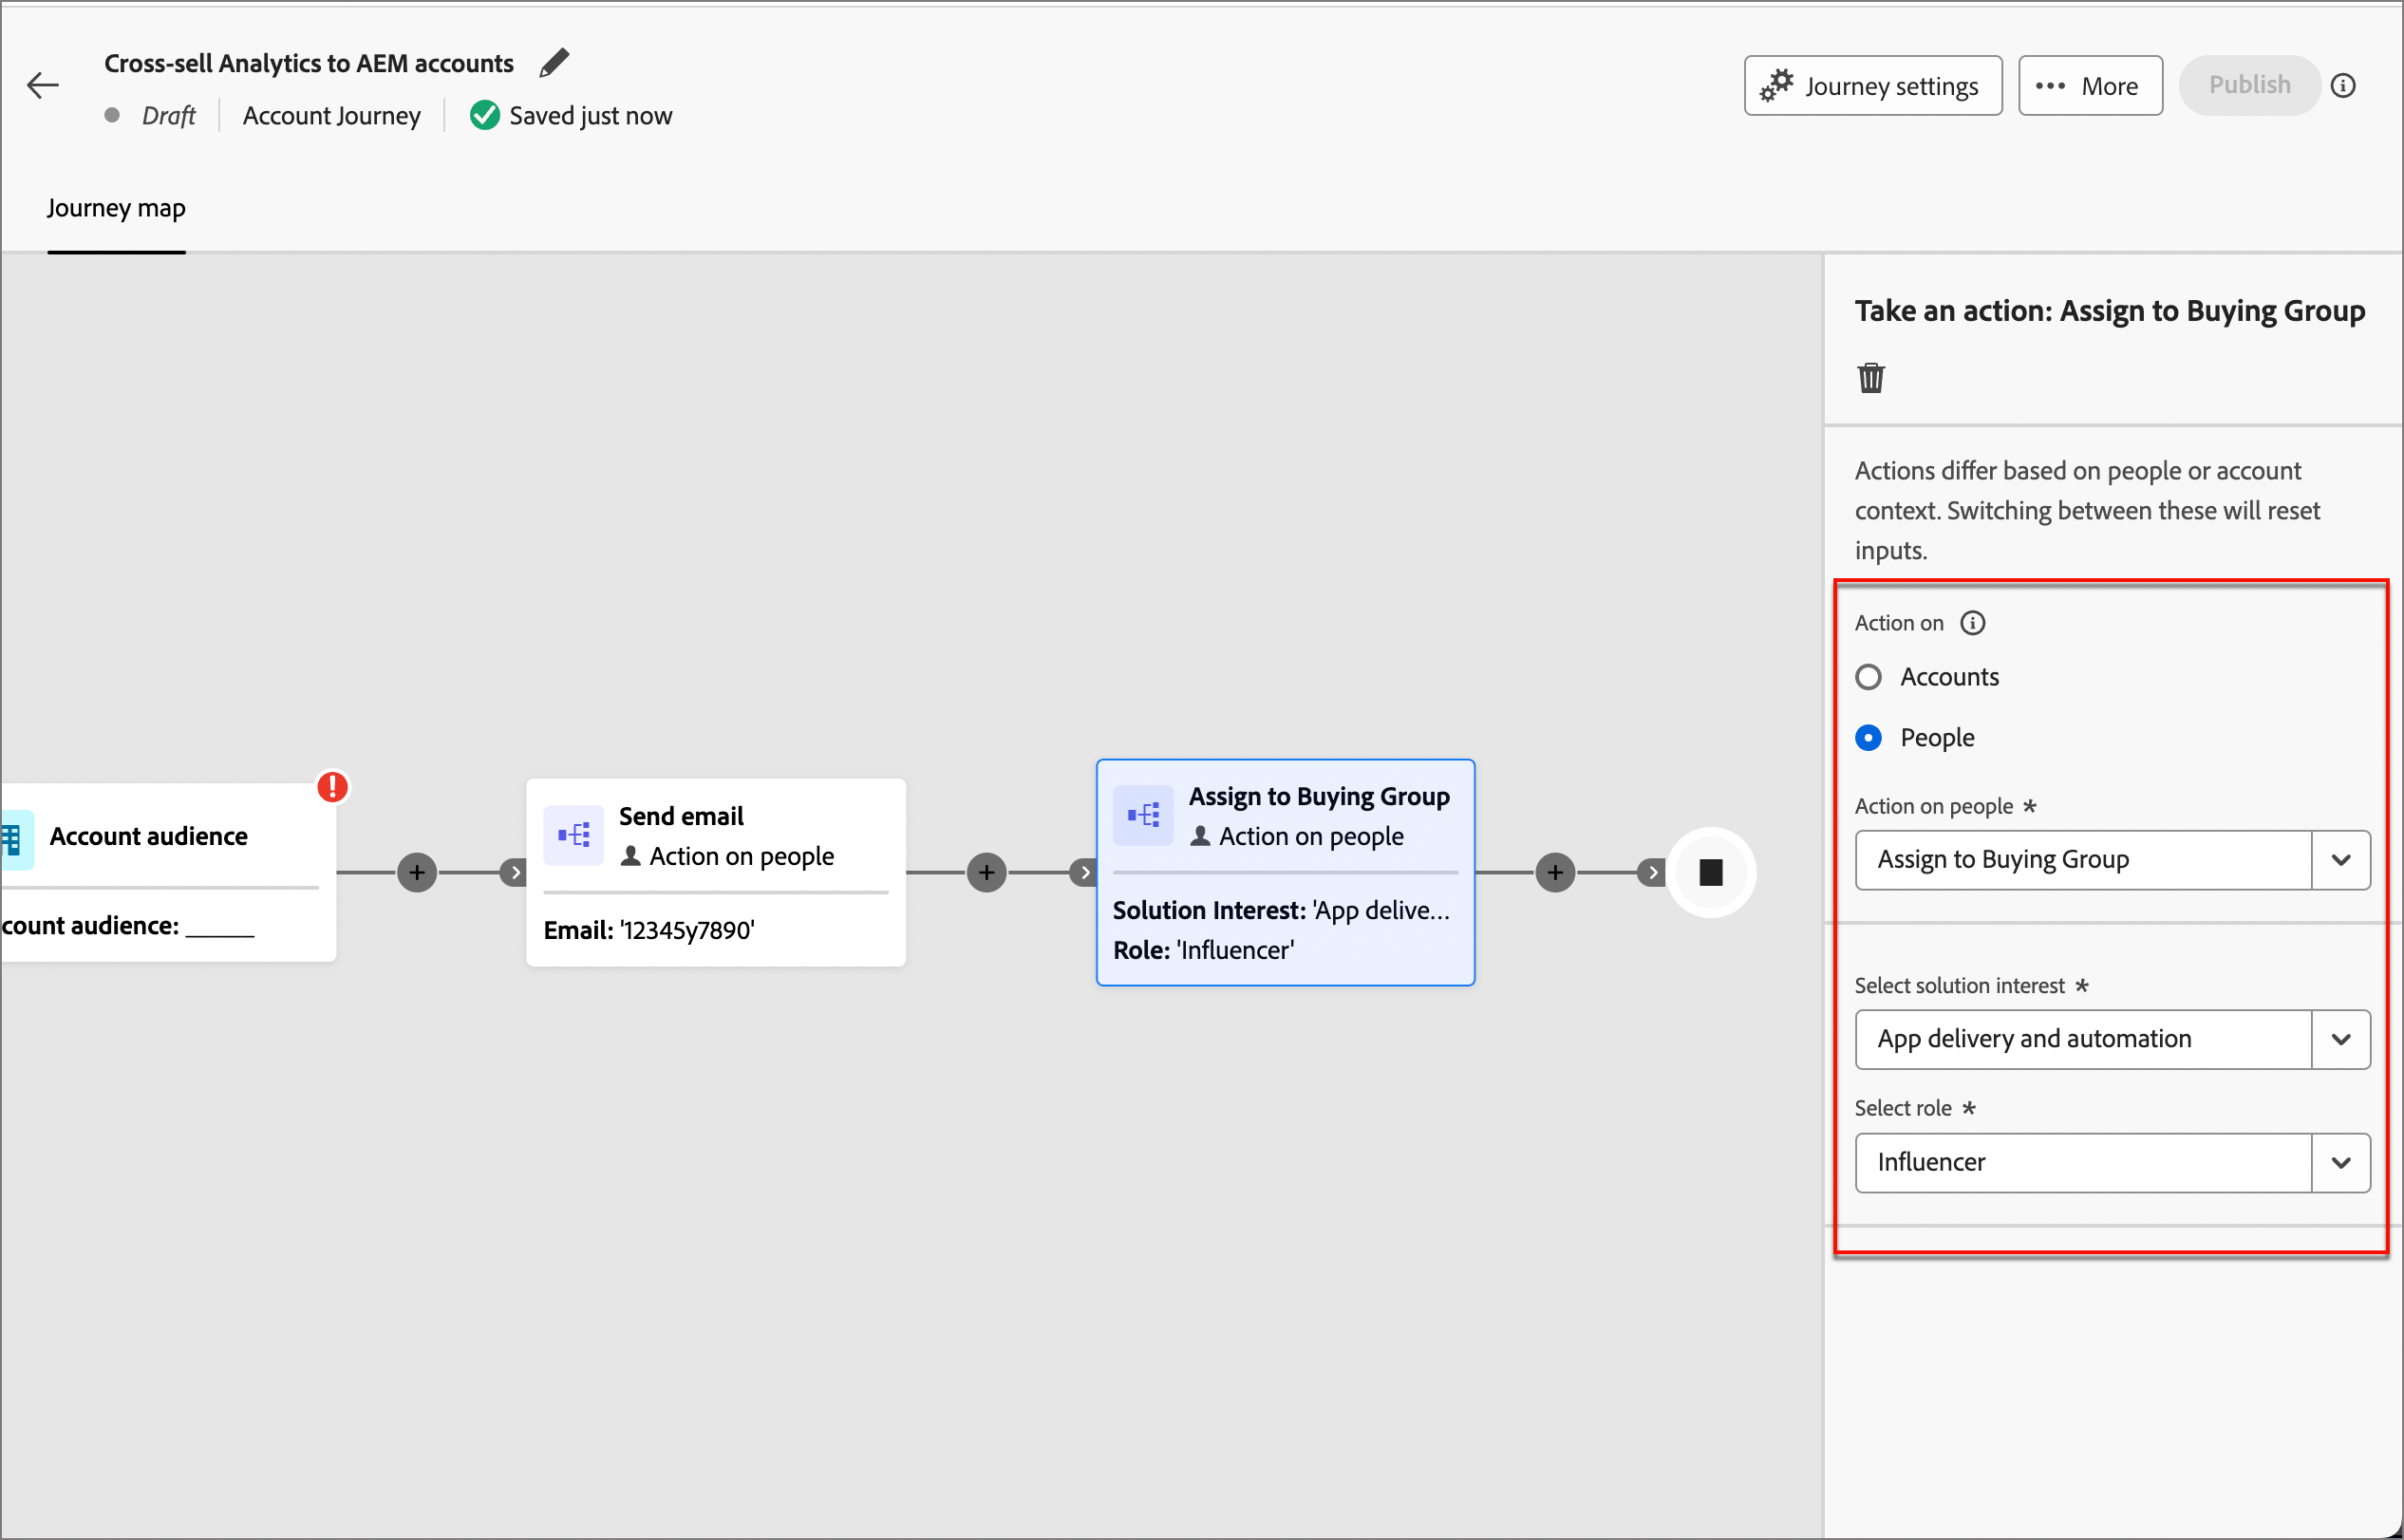 Cross-sell Analytics to AEM accounts
Draft
Account Journey
Saved just now
Journey settings
More
Publish
Journey map
Account audience
count audience: _____
Send email
Action on people
Email: '12345y7890'
Assign to Buying Group
Action on people
Solution Interest: 'App delive...
Role: 'Influencer'
Take an action: Assign to Buying Group
Actions differ based on people or account
context. Switching between these will reset
inputs.
Action on
Accounts
People
Action on people *
Assign to Buying Group
Select solution interest *
App delivery and automation
Select role *
Influencer